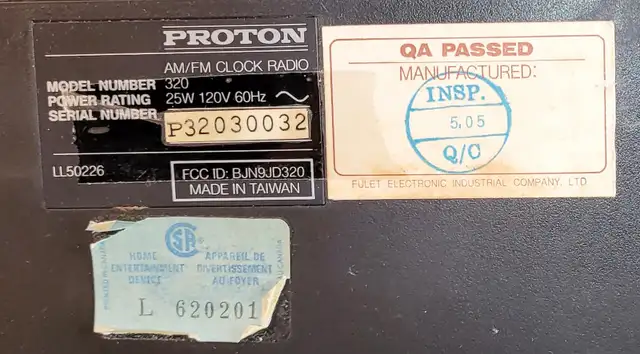 PROTON
AM/FM CLOCK RADIO
MODEL NUMBER 320
POWER RATING 25W 120V 60Hz
SERIAL NUMBER P32030032
LL50226
FCC ID: BJN9JD320
MADE IN TAIWAN
QA PASSED
MANUFACTURED:
INSP.
5.05
Q/C
FULET ELECTRONIC INDUSTRIAL COMPANY, LTD
HOME APPAREIL DE
ENTERTAINMENT DIVERTISSEMENT
DEVICE AU FOYER
L 620201